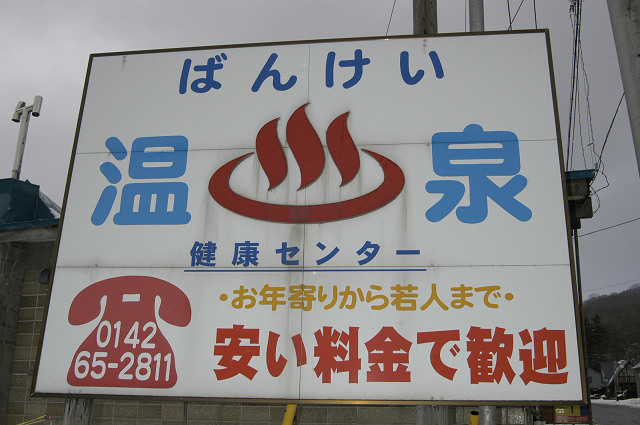 ばんけい
温泉
健康センター
・お年寄りから若人まで・
0142
65-2811
安い料金で歓迎